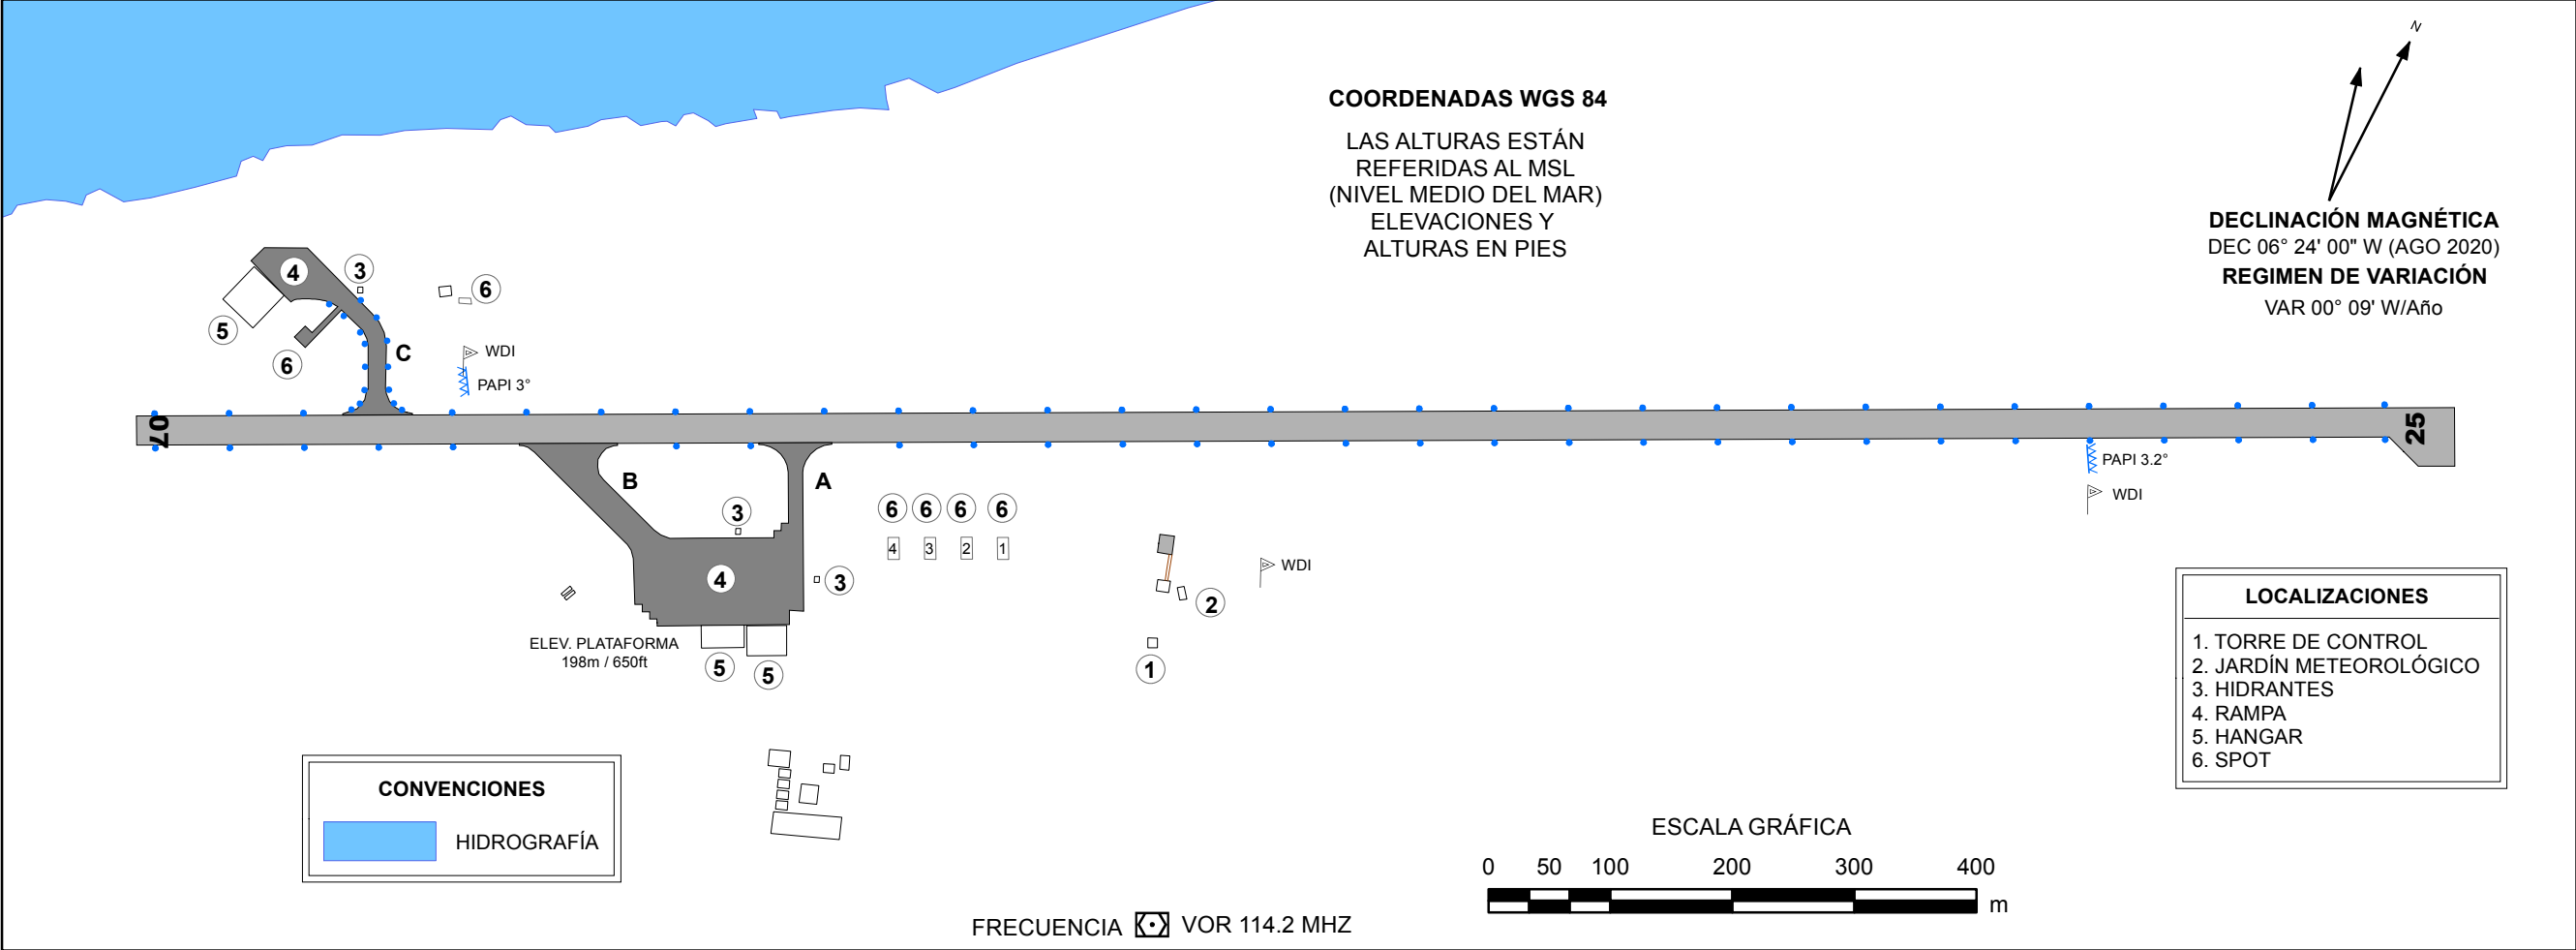 N
COORDENADAS WGS 84
LAS ALTURAS ESTÁN
REFERIDAS AL MSL
(NIVEL MEDIO DEL MAR)
ELEVACIONES Y
ALTURAS EN PIES
DECLINACIÓN MAGNÉTICA
DEC 06° 24' 00" W (AGO 2020)
REGIMEN DE VARIACIÓN
VAR 00° 09' W/Año
4
3
6
5
6
C
WDI
PAPI 3°
07
25
B
A
PAPI 3.2°
WDI
3
6 6 6 6
4 3 2 1
4
3
WDI
2
1
ELEV. PLATAFORMA
198m / 650ft
5
5
LOCALIZACIONES
1. TORRE DE CONTROL
2. JARDÍN METEOROLÓGICO
3. HIDRANTES
4. RAMPA
5. HANGAR
6. SPOT
CONVENCIONES
HIDROGRAFÍA
ESCALA GRÁFICA
0 50 100 200 300 400
m
FRECUENCIA VOR 114.2 MHZ